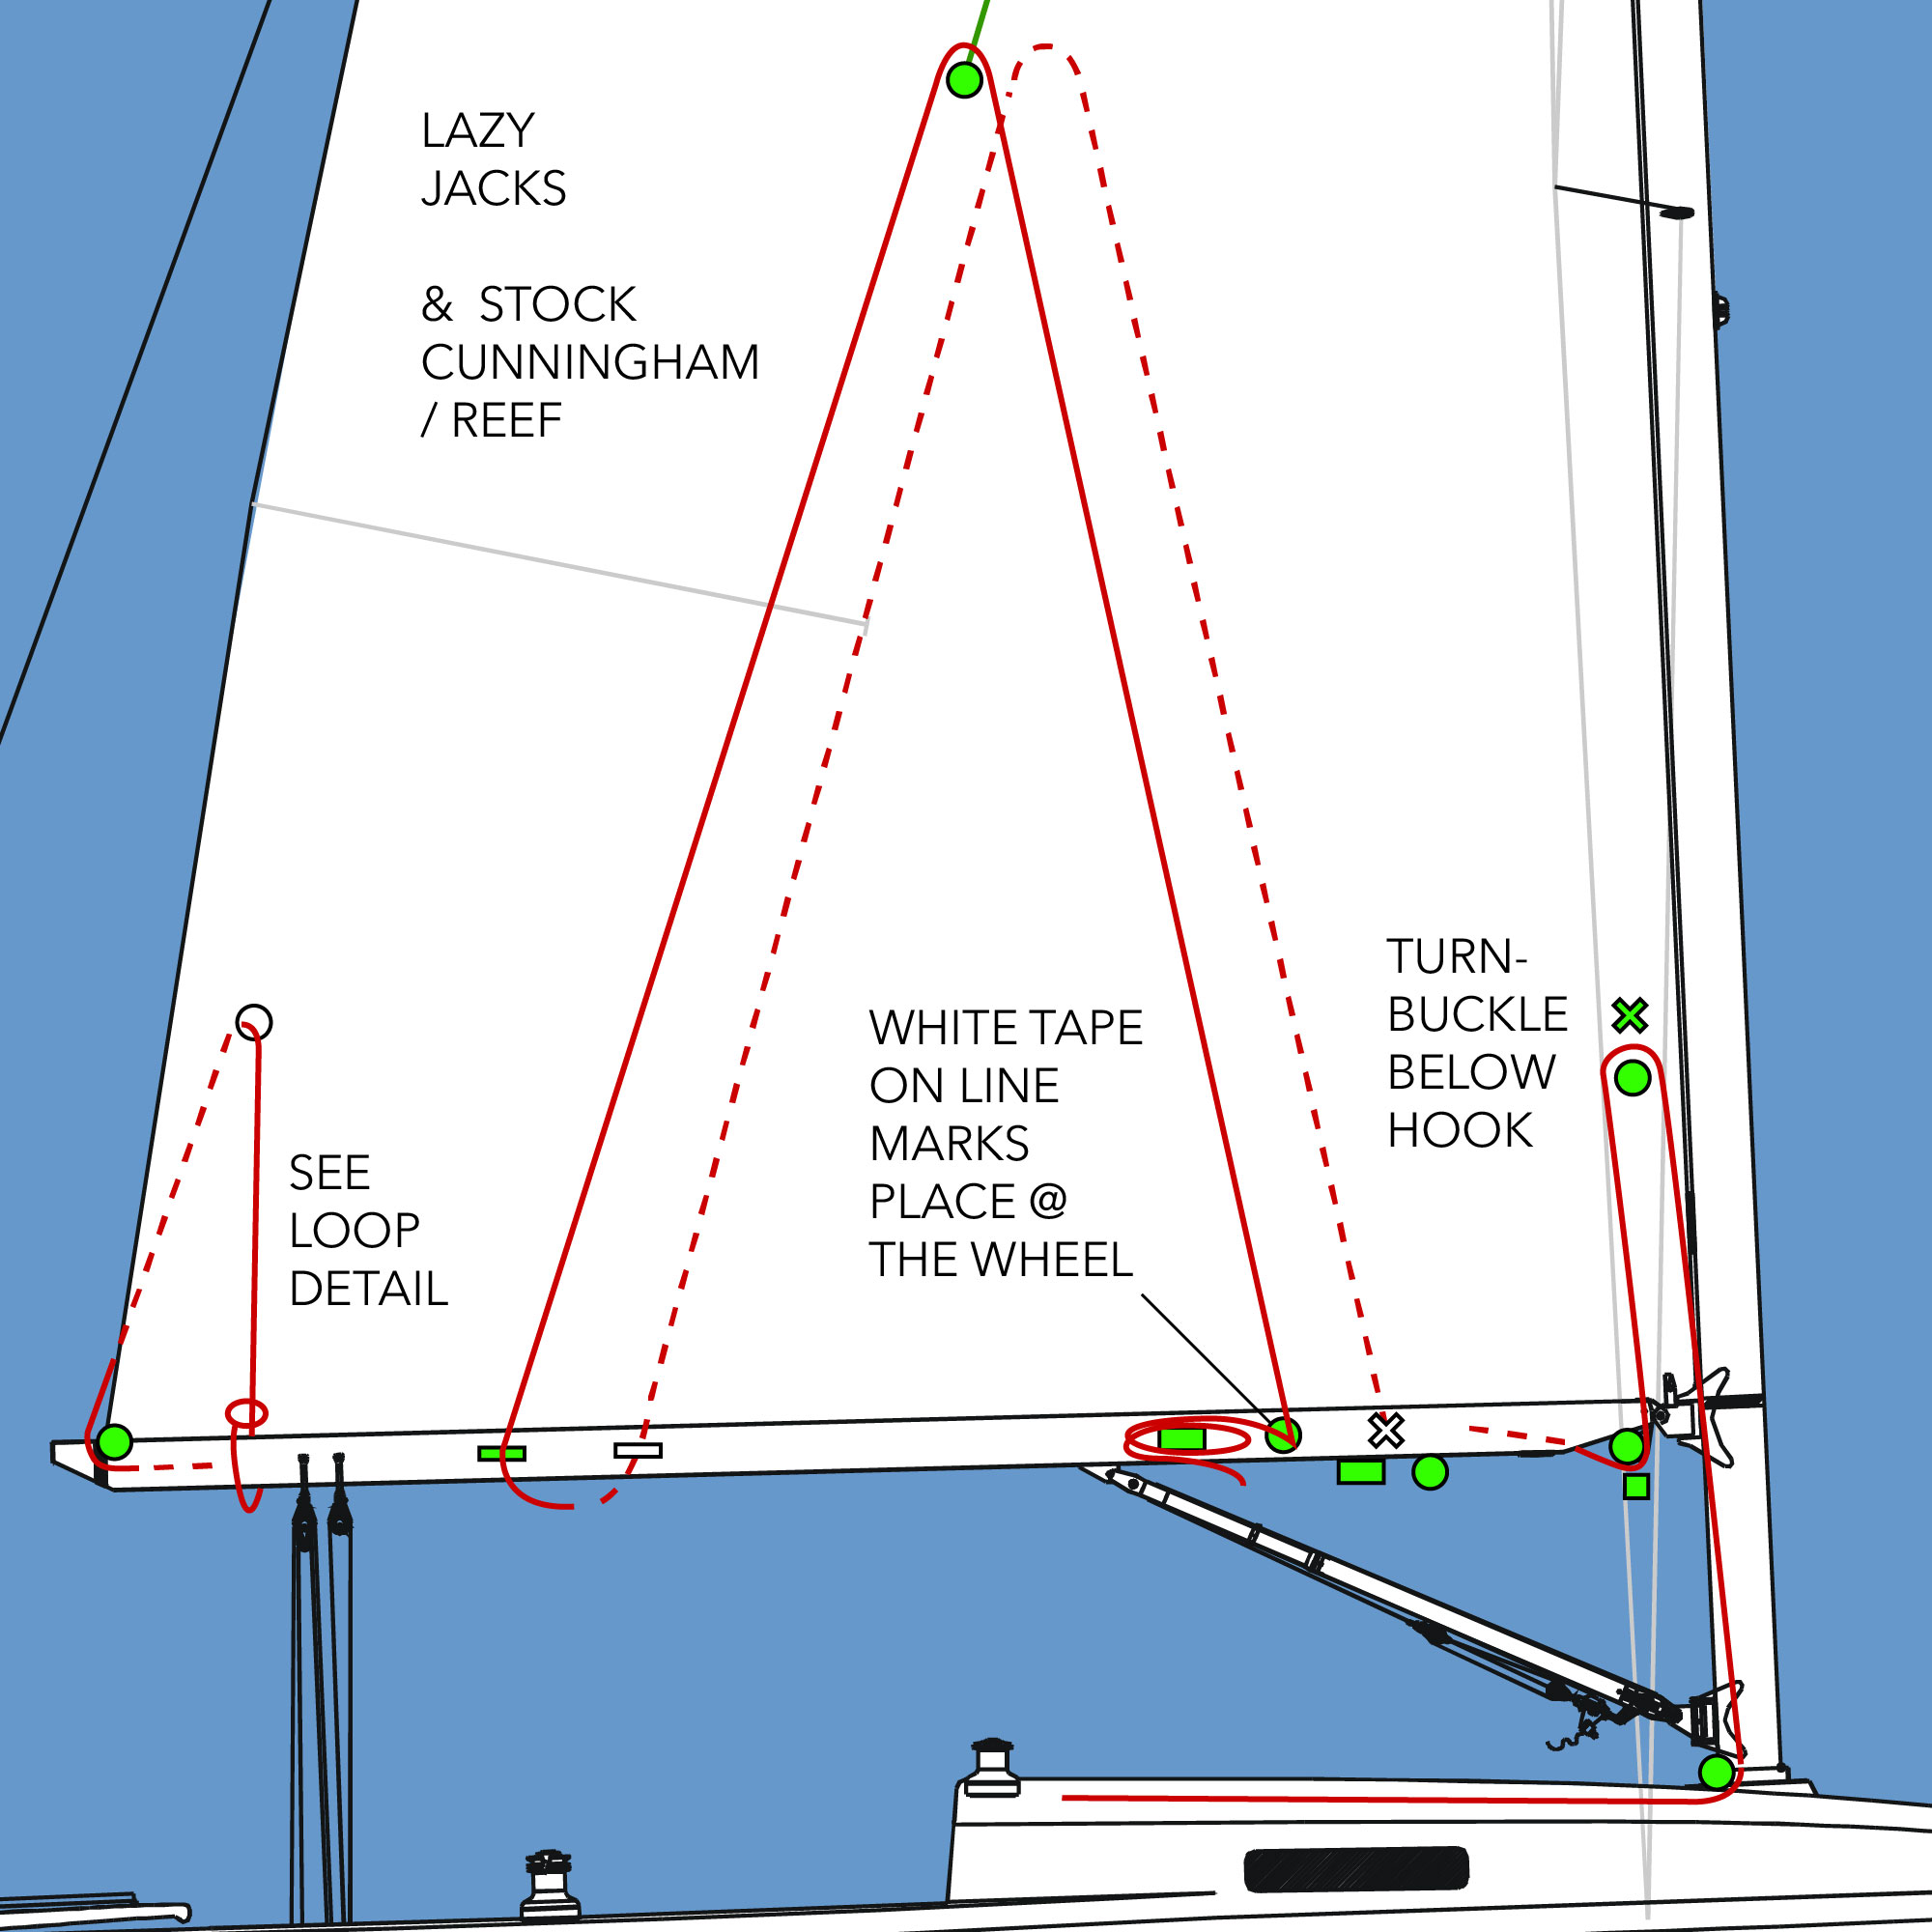 LAZY
JACKS
&  STOCK
CUNNINGHAM
/ REEF
TURN-
BUCKLE
BELOW
HOOK
WHITE TAPE
ON LINE
MARKS
PLACE @
THE WHEEL
SEE
LOOP
DETAIL